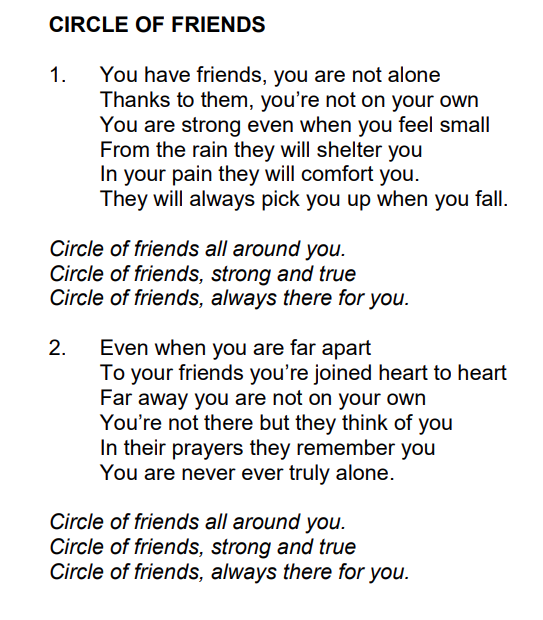 CIRCLE OF FRIENDS
1. You have friends, you are not alone
Thanks to them, you’re not on your own
You are strong even when you feel small
From the rain they will shelter you
In your pain they will comfort you.
They will always pick you up when you fall.
Circle of friends all around you.
Circle of friends, strong and true
Circle of friends, always there for you.
2. Even when you are far apart
To your friends you’re joined heart to heart
Far away you are not on your own
You’re not there but they think of you
In their prayers they remember you
You are never ever truly alone.
Circle of friends all around you.
Circle of friends, strong and true
Circle of friends, always there for you.